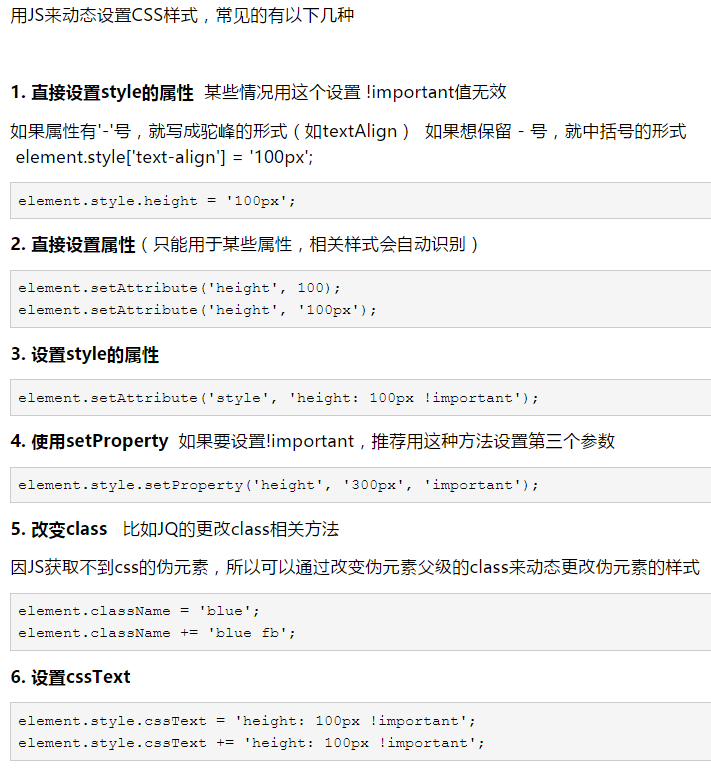 用JS来动态设置CSS样式，常见的有以下几种
1. 直接设置style的属性  某些情况用这个设置 !important值无效
如果属性有'-'号，就写成驼峰的形式（如textAlign）  如果想保留 - 号，就中括号的形式
element.style['text-align'] = '100px';
element.style.height = '100px';
2. 直接设置属性（只能用于某些属性，相关样式会自动识别）
element.setAttribute('height', 100);
element.setAttribute('height', '100px');
3. 设置style的属性
element.setAttribute('style', 'height: 100px !important');
4. 使用setProperty  如果要设置!important，推荐用这种方法设置第三个参数
element.style.setProperty('height', '300px', 'important');
5. 改变class   比如JQ的更改class相关方法
因JS获取不到css的伪元素，所以可以通过改变伪元素父级的class来动态更改伪元素的样式
element.className = 'blue';
element.className += 'blue fb';
6. 设置cssText
element.style.cssText = 'height: 100px !important';
element.style.cssText += 'height: 100px !important';